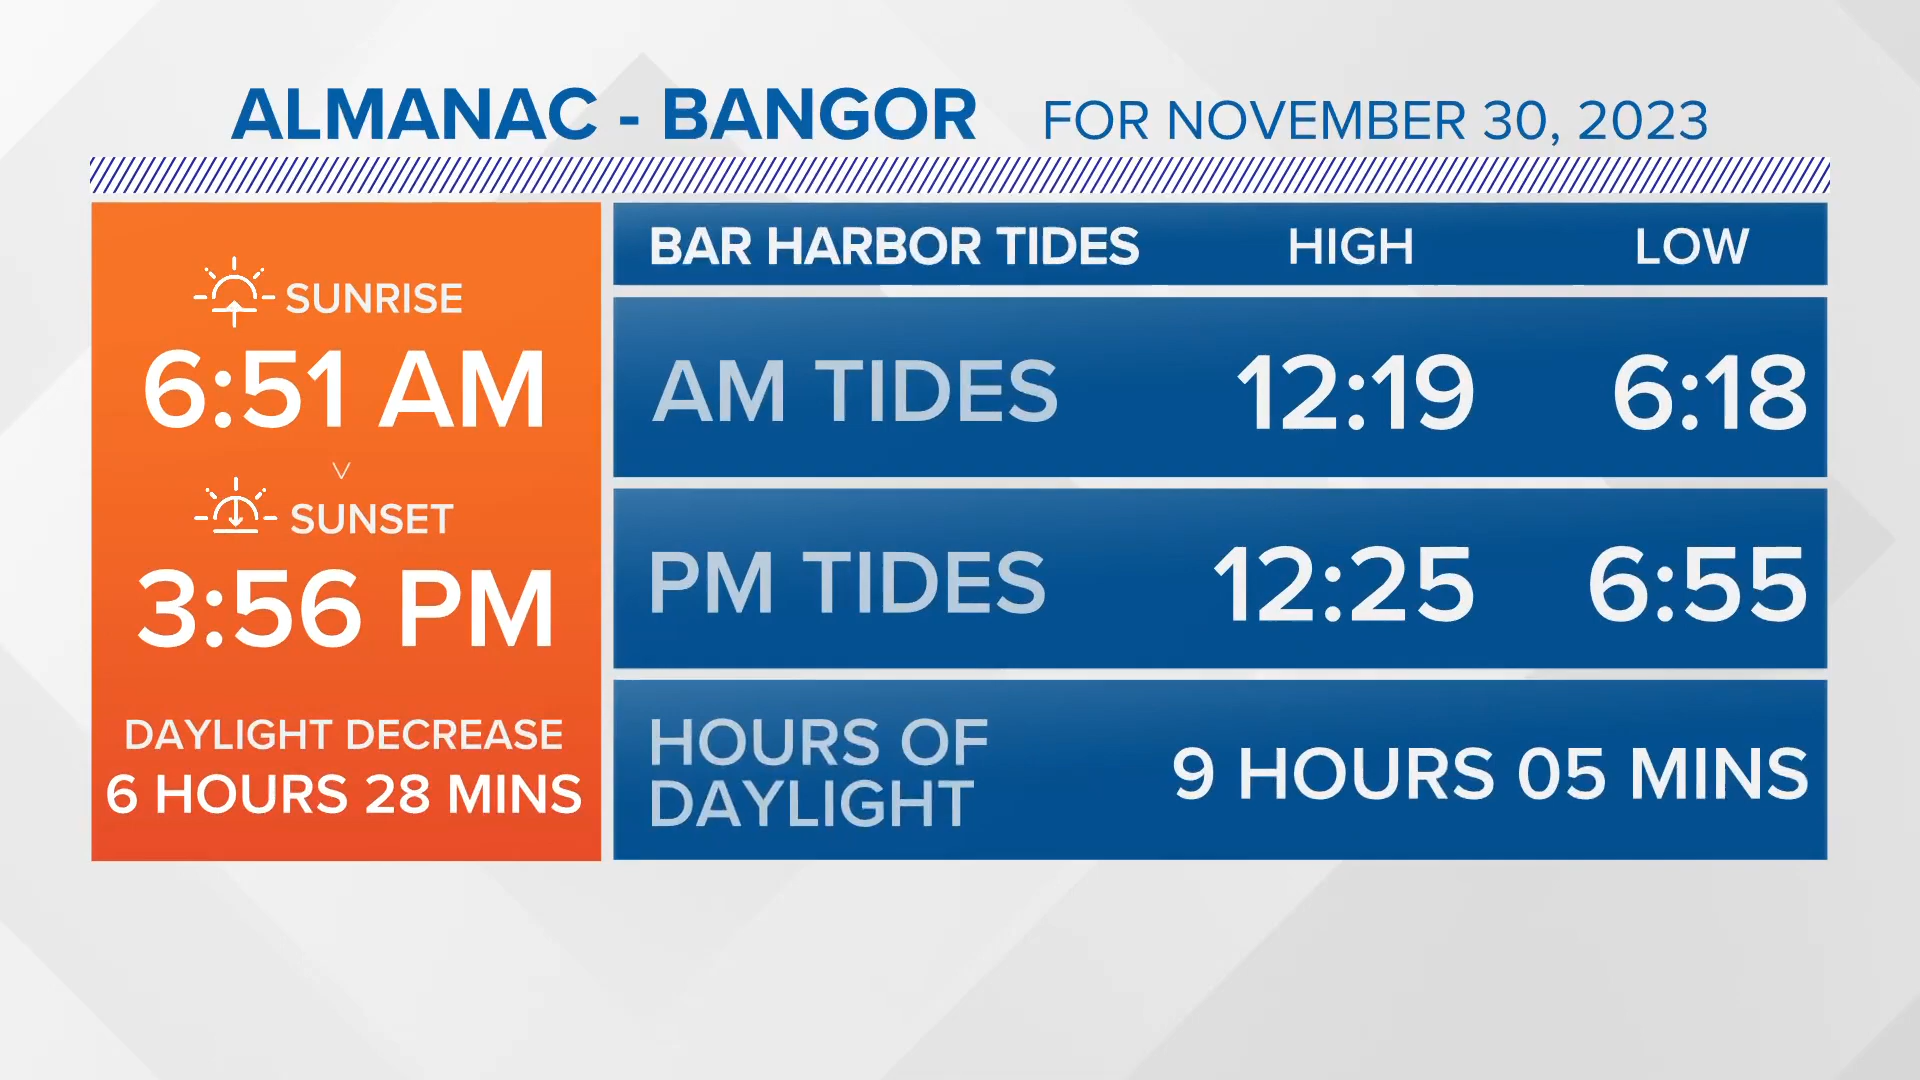 ALMANAC - BANGOR FOR NOVEMBER 30, 2023
SUNRISE
6:51 AM
SUNSET
3:56 PM
DAYLIGHT DECREASE
6 HOURS 28 MINS
BAR HARBOR TIDES HIGH LOW
AM TIDES 12:19 6:18
PM TIDES 12:25 6:55
HOURS OF
DAYLIGHT
9 HOURS 05 MINS